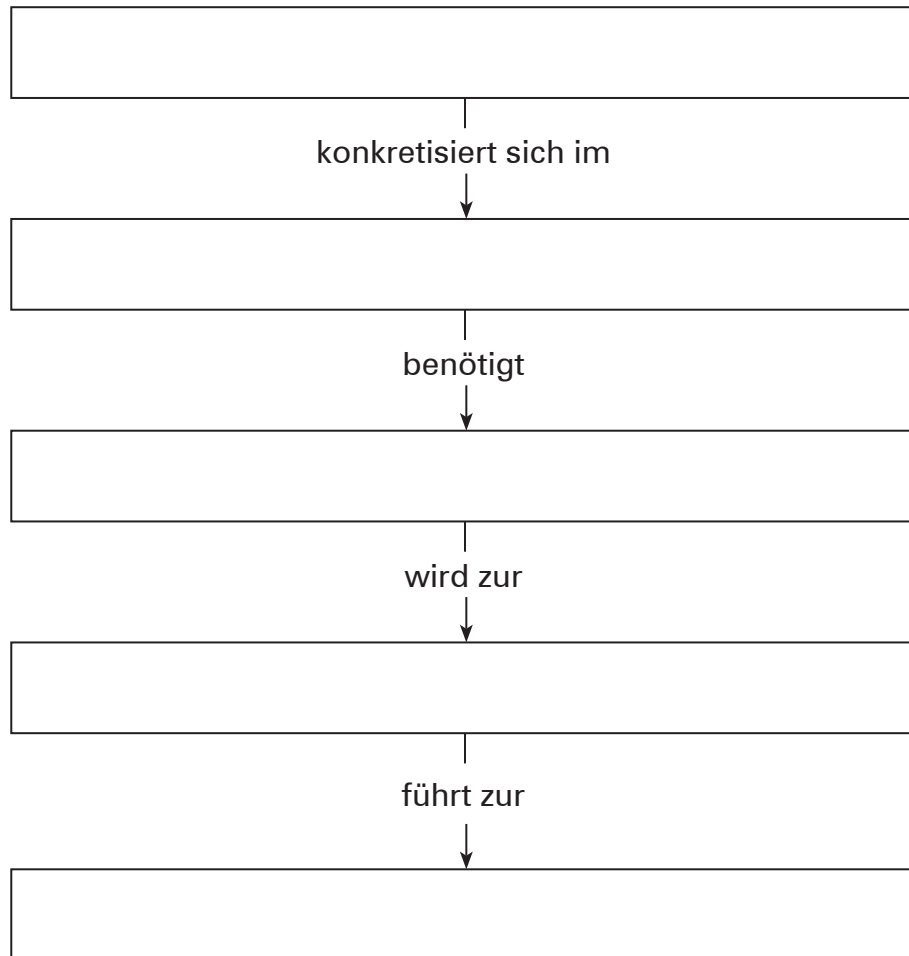 konkretisiert sich im
benötigt
wird zur
führt zur